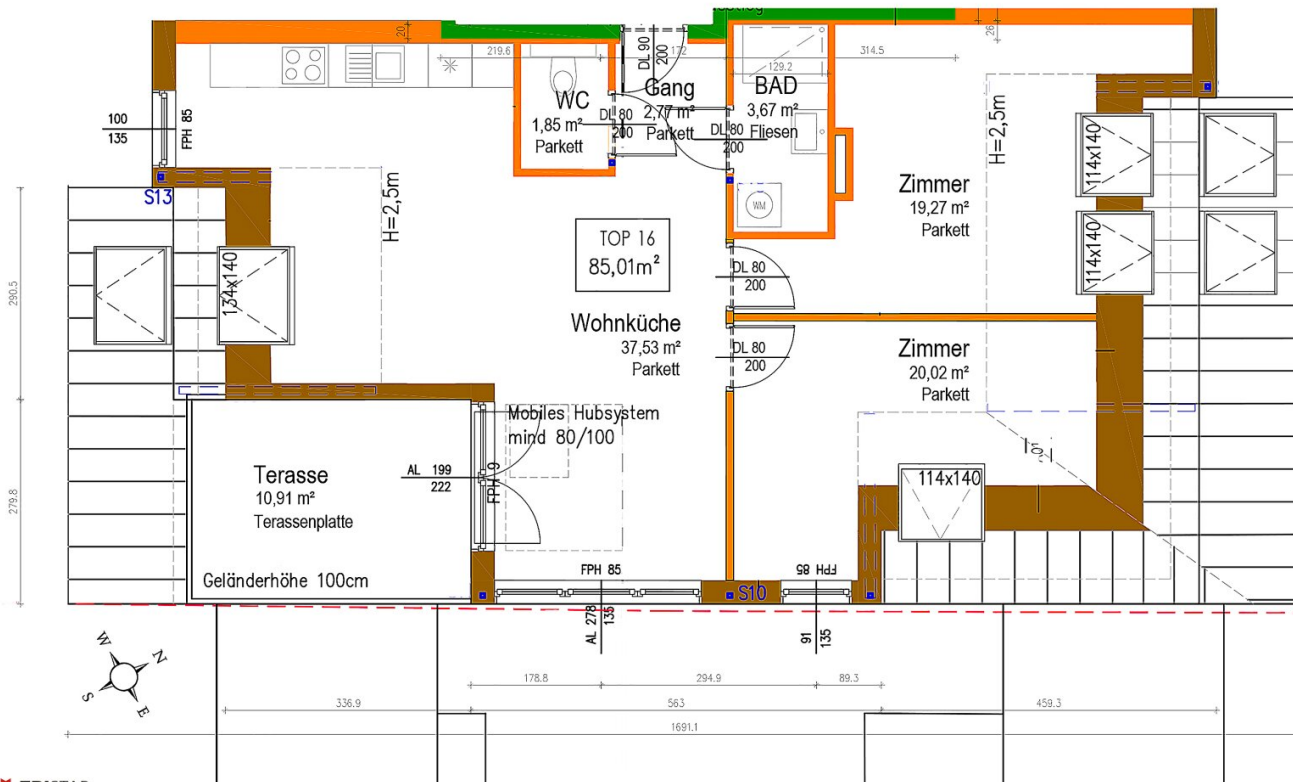 20
219.6
172
DL 90
200
314.5
26
129.2
WC
1,85 m²
Parkett
Gang
2,77 m²
Parkett
BAD
3,67 m²
Fliesen
DL 80
200
DL 80
200
100
135
FPH 85
S13
H=2,5m
H=2,5m
WM
Zimmer
19,27 m²
Parkett
114x140
114x140
134x140
TOP 16
85,01m²
DL 80
200
290.5
Wohnküche
37,53 m²
Parkett
DL 80
200
Zimmer
20,02 m²
Parkett
Mobiles Hubsystem
mind 80/100
Terasse
10,91 m²
Terassenplatte
AL 199
222
FPH 9
114x140
279.8
Geländerhöhe 100cm
FPH 85
FPH 85
S10
AL 278
135
91
135
W
N
S
E
178.8
294.9
89.3
336.9
563
459.3
1691.1